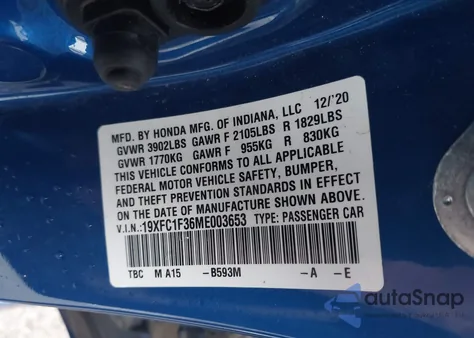 MFD. BY HONDA MFG. OF INDIANA, LLC 12/'20
GVWR 3902LBS GAWR F 2105LBS R 1829LBS
GVWR 1770KG GAWR F 955KG R 830KG
THIS VEHICLE CONFORMS TO ALL APPLICABLE
FEDERAL MOTOR VEHICLE SAFETY, BUMPER,
AND THEFT PREVENTION STANDARDS IN EFFECT
ON THE DATE OF MANUFACTURE SHOWN ABOVE.
V.I.N.:19XFC1F36ME003653 TYPE: PASSENGER CAR
TBC M A15 -B593M -A -E
autoSnap